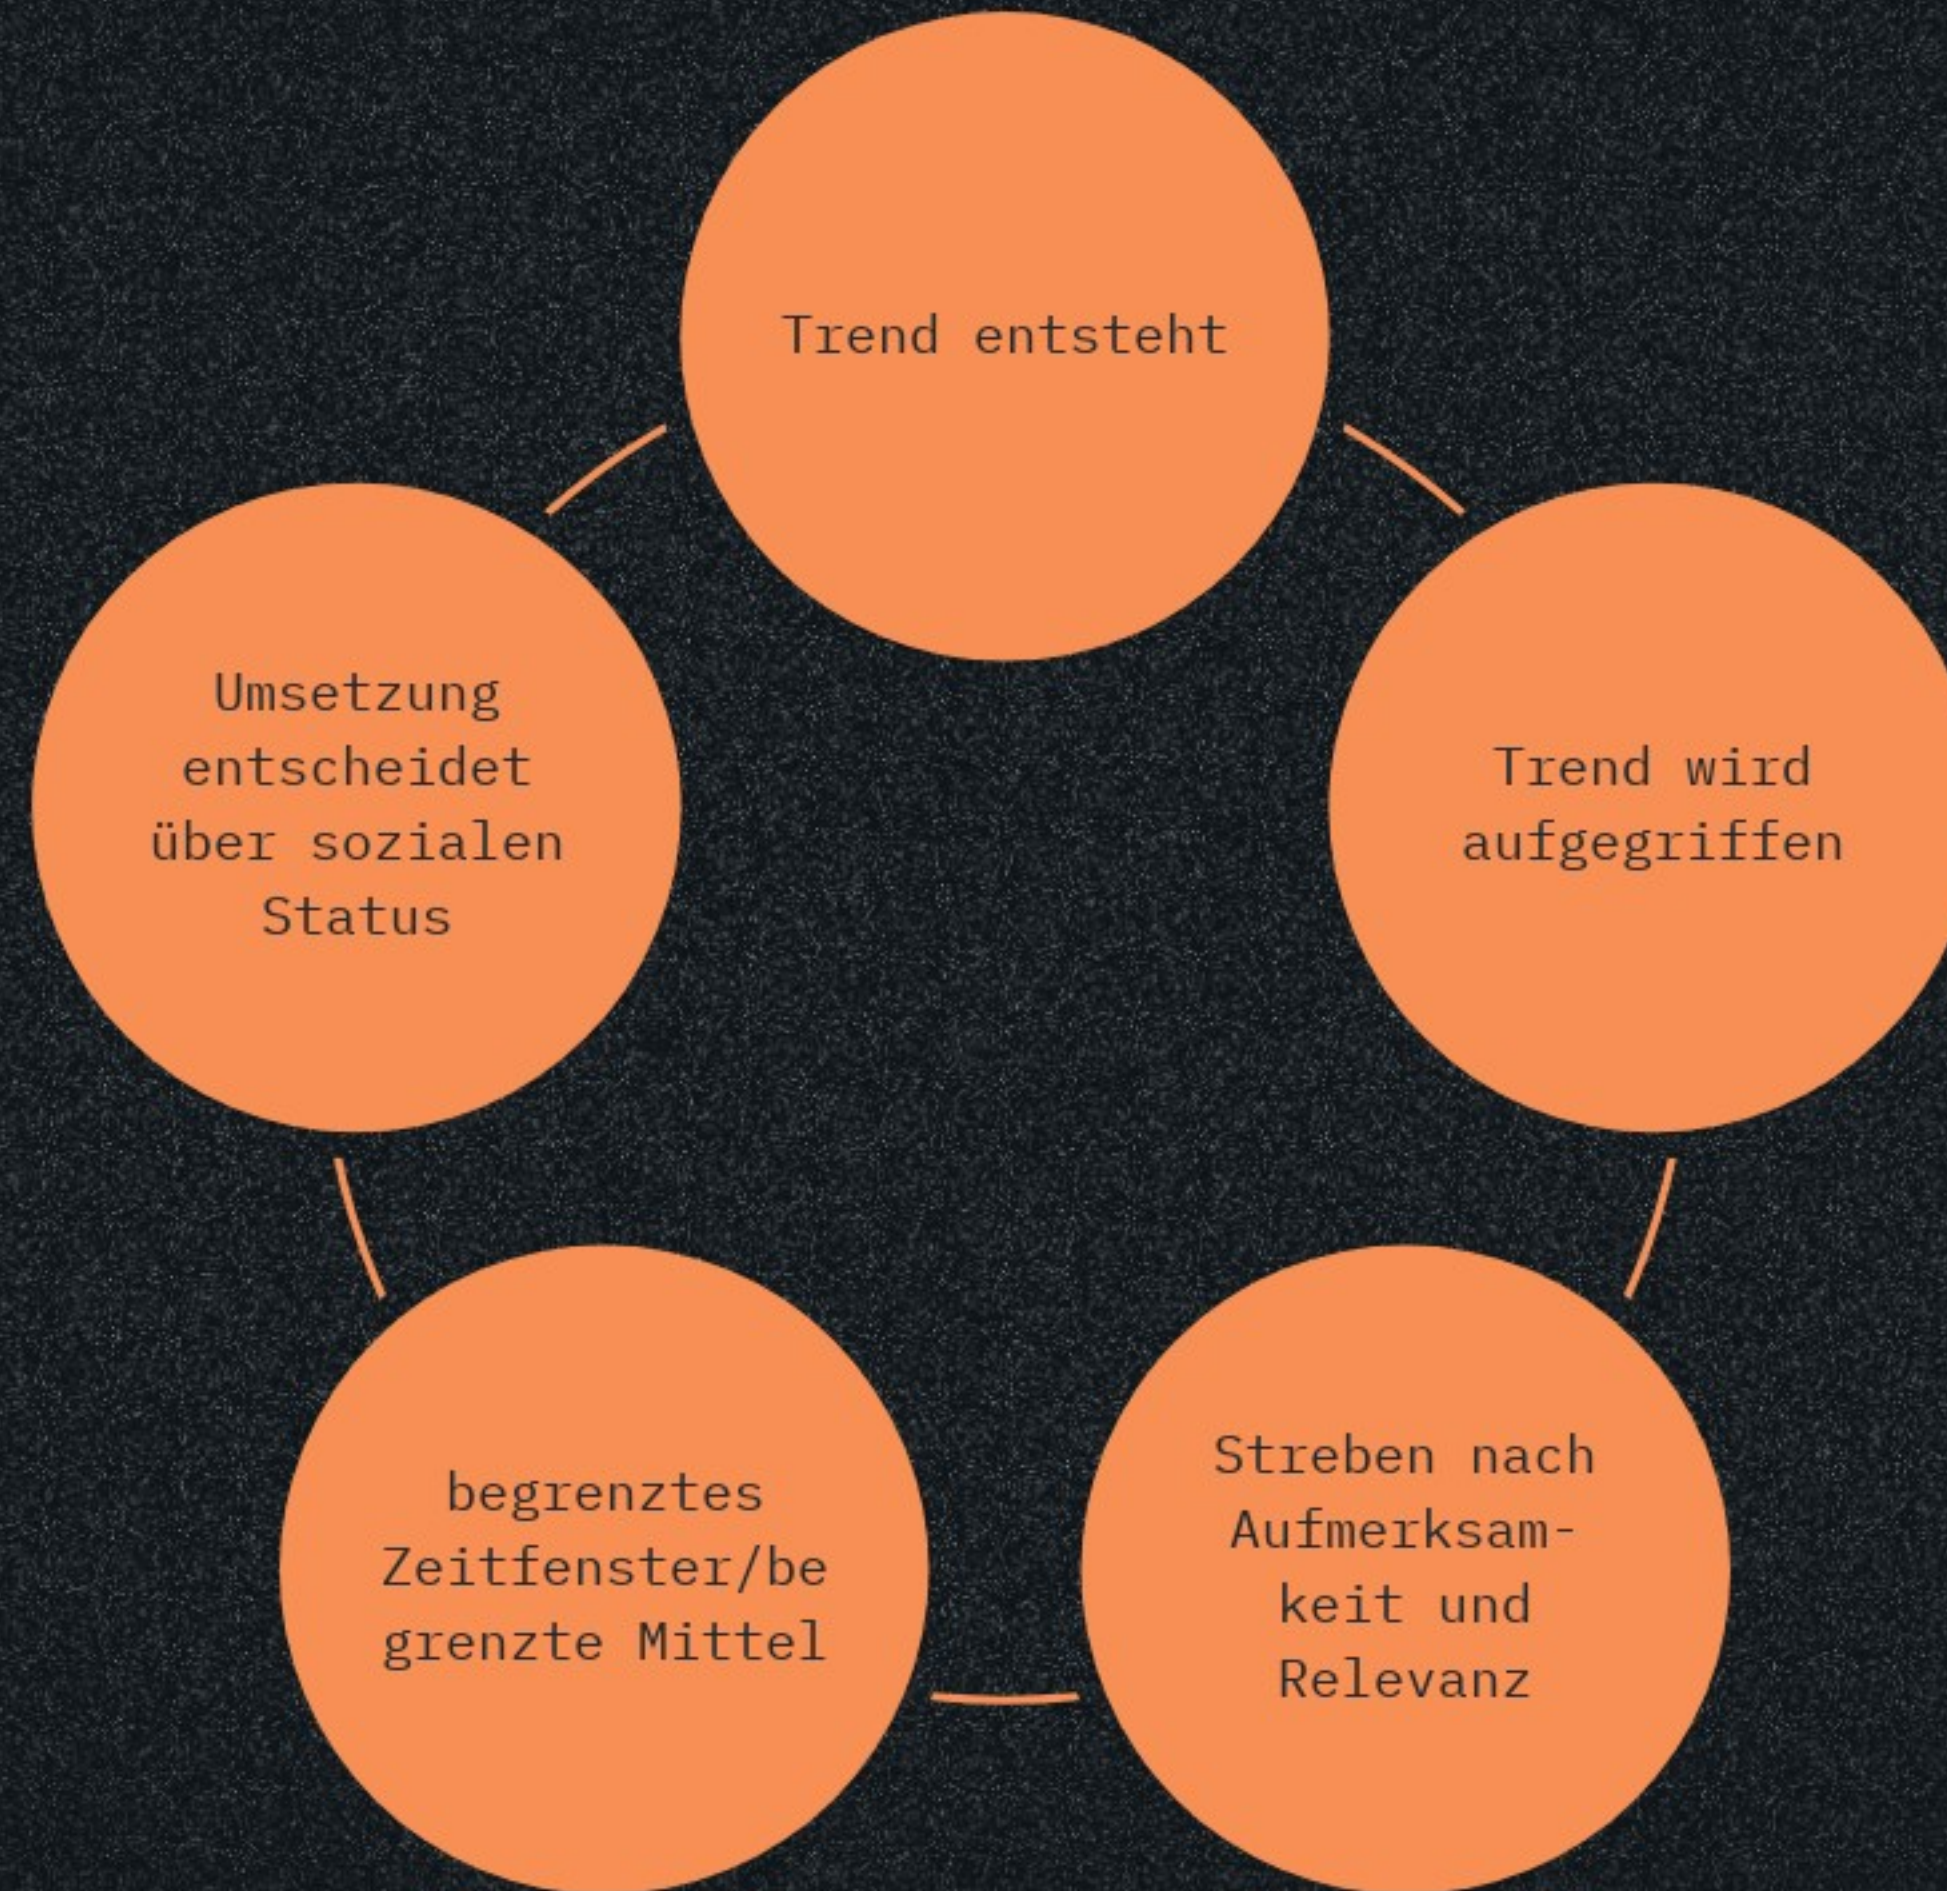 Trend entsteht
Trend wird
aufgegriffen
Streben nach
Aufmerksam-
keit und
Relevanz
begrenztes
Zeitfenster/be
grenzte Mittel
Umsetzung
entscheidet
über sozialen
Status